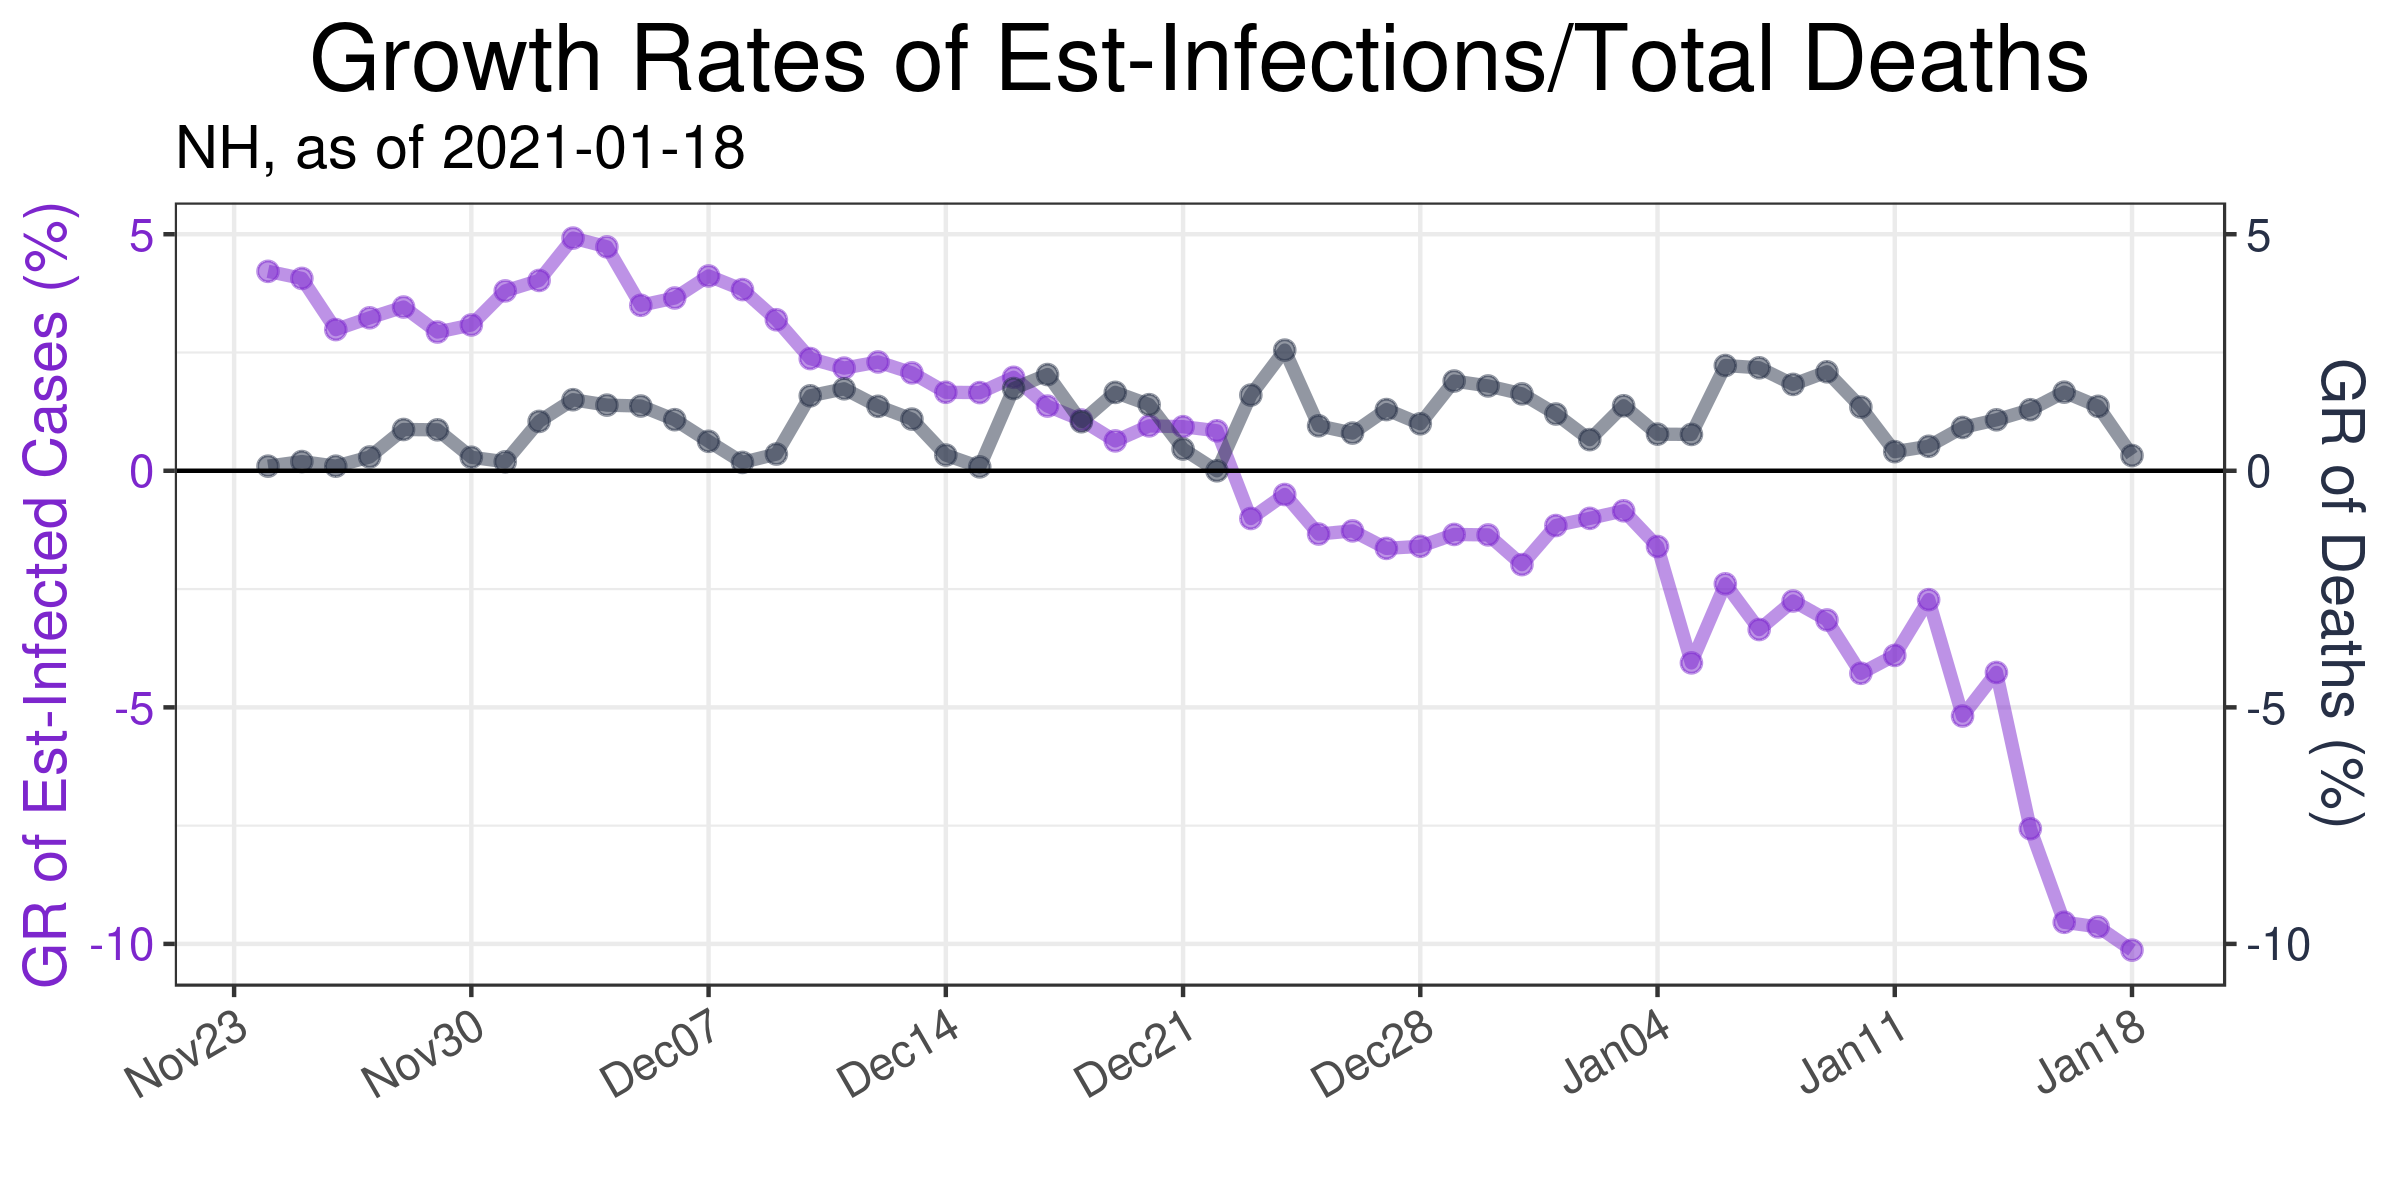 Growth Rates of Est-Infections/Total Deaths
NH, as of 2021-01-18
GR of Est-Infected Cases (%)
5
0
-5
-10
5
0
-5
-10
GR of Deaths (%)
Nov23
Nov30
Dec07
Dec14
Dec21
Dec28
Jan04
Jan11
Jan18